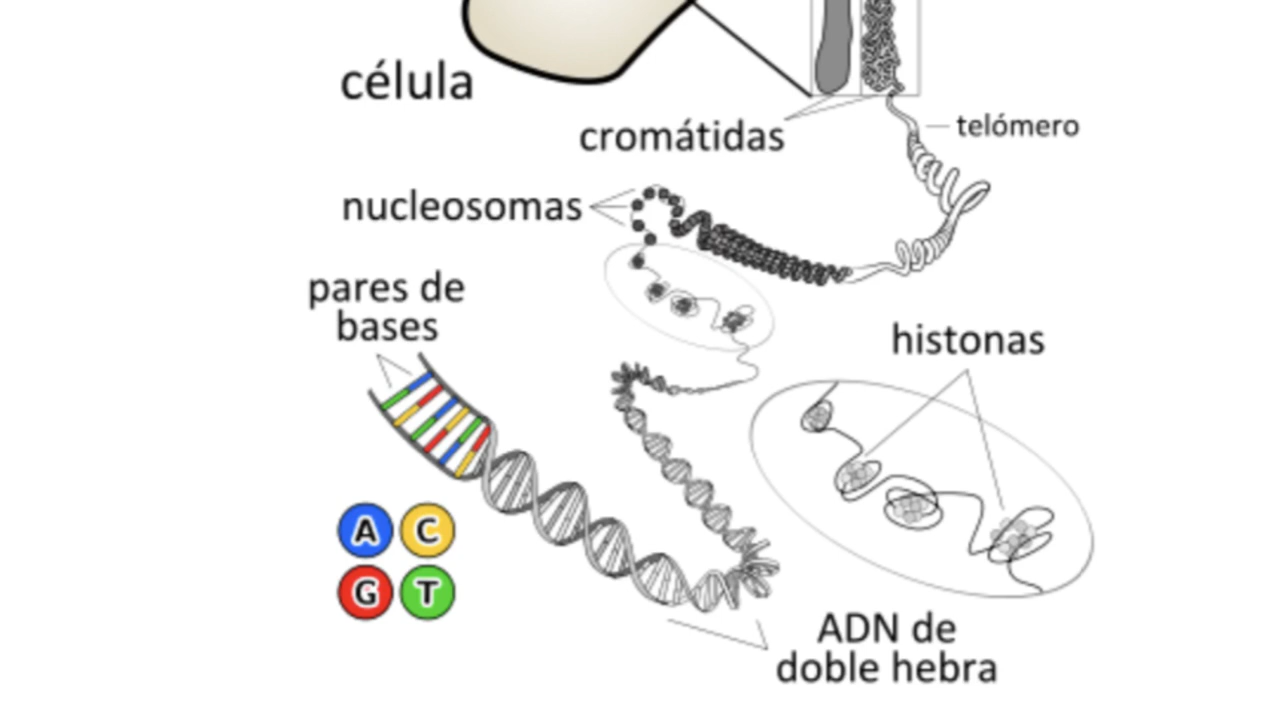 célula
cromátidas
telómero
nucleosomas
pares de
bases
histonas
A C
G T
ADN de
doble hebra